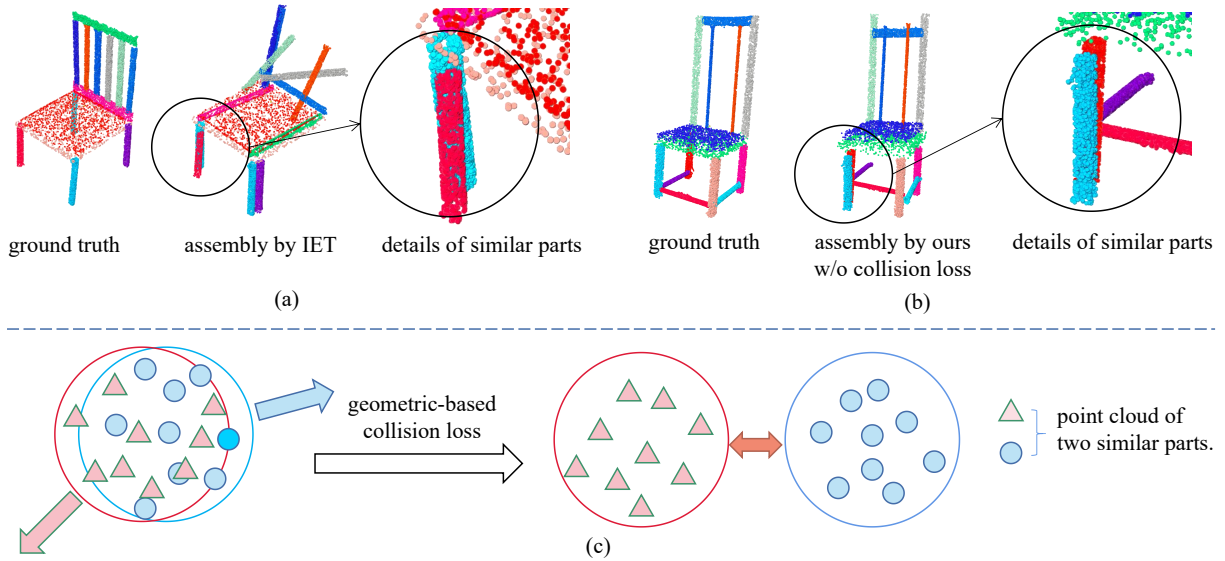 ground truth
assembly by IET
details of similar parts
(a)
ground truth
assembly by ours
w/o collision loss
details of similar parts
(b)
geometric-based
collision loss
point cloud of
two similar parts.
(c)